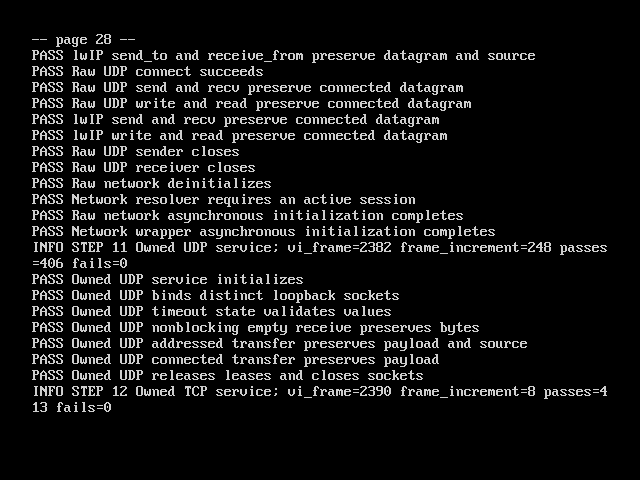 -- page 28 --
PASS lwIP send_to and receive_from preserve datagram and source
PASS Raw UDP connect succeeds
PASS Raw UDP send and recv preserve connected datagram
PASS Raw UDP write and read preserve connected datagram
PASS lwIP send and recv preserve connected datagram
PASS lwIP write and read preserve connected datagram
PASS Raw UDP sender closes
PASS Raw UDP receiver closes
PASS Raw network deinitializes
PASS Network resolver requires an active session
PASS Raw network asynchronous initialization completes
PASS Network wrapper asynchronous initialization completes
INFO STEP 11 Owned UDP service; vi_frame=2382 frame_increment=248 passes
=406 fails=0
PASS Owned UDP service initializes
PASS Owned UDP binds distinct loopback sockets
PASS Owned UDP timeout state validates values
PASS Owned UDP nonblocking empty receive preserves bytes
PASS Owned UDP addressed transfer preserves payload and source
PASS Owned UDP connected transfer preserves payload
PASS Owned UDP releases leases and closes sockets
INFO STEP 12 Owned TCP service; vi_frame=2390 frame_increment=8 passes=4
13 fails=0